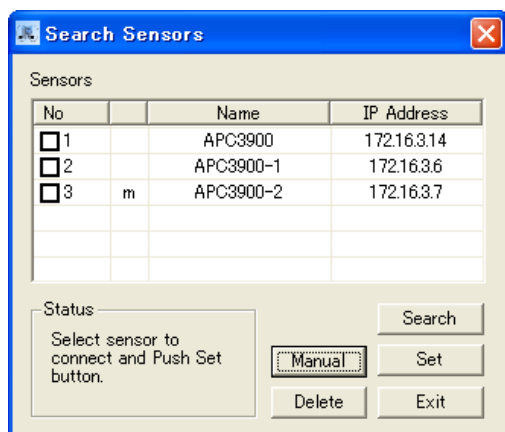 Search Sensors
Sensors
No Name IP Address
1 APC3900 172.16.3.14
2 APC3900-1 172.16.3.6
3 m APC3900-2 172.16.3.7
Status
Select sensor to
connect and Push Set
button.
Search
Manual Set
Delete Exit